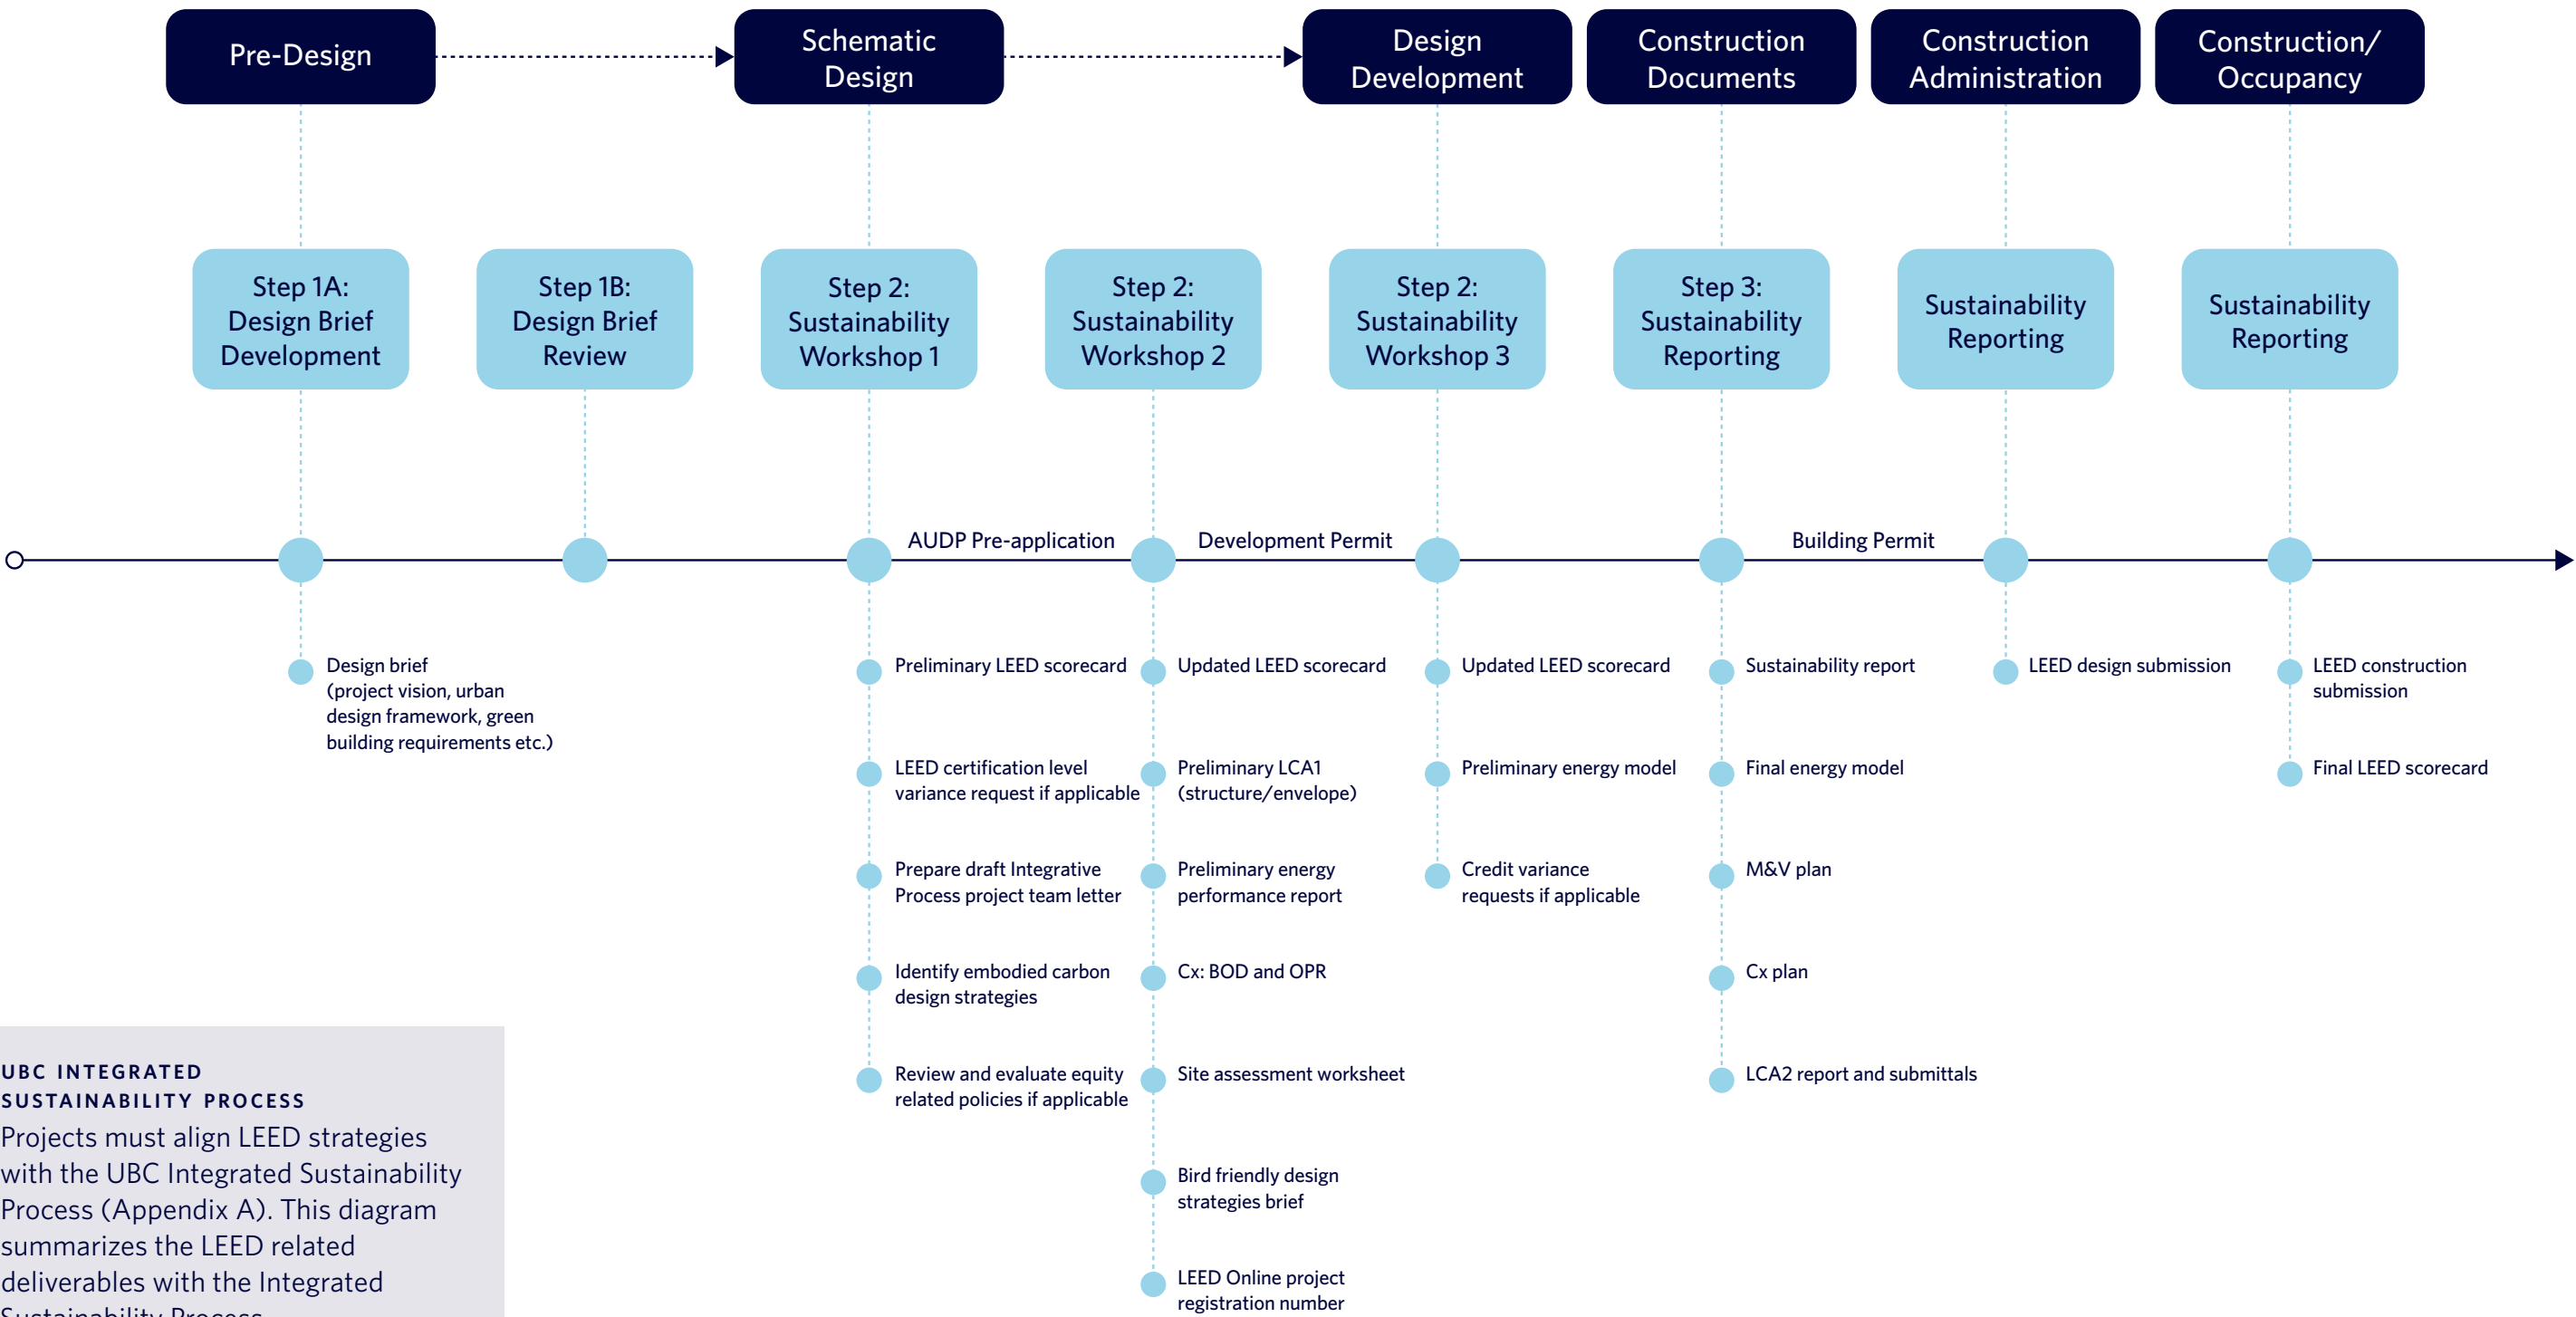 Pre-Design
Schematic
Design
Design
Development
Construction
Documents
Construction
Administration
Construction/
Occupancy
Step 1A:
Design Brief
Development
Step 1B:
Design Brief
Review
Step 2:
Sustainability
Workshop 1
Step 2:
Sustainability
Workshop 2
Step 2:
Sustainability
Workshop 3
Step 3:
Sustainability
Reporting
Sustainability
Reporting
Sustainability
Reporting
AUDP Pre-application
Development Permit
Building Permit
Design brief
(project vision, urban
design framework, green
building requirements etc.)
Preliminary LEED scorecard
LEED certification level
variance request if applicable
Prepare draft Integrative
Process project team letter
Identify embodied carbon
design strategies
Review and evaluate equity
related policies if applicable
Updated LEED scorecard
Preliminary LCA1
(structure/envelope)
Preliminary energy
performance report
Cx: BOD and OPR
Site assessment worksheet
Bird friendly design
strategies brief
LEED Online project
registration number
Updated LEED scorecard
Preliminary energy model
Credit variance
requests if applicable
Sustainability report
Final energy model
M&V plan
Cx plan
LCA2 report and submittals
LEED design submission
LEED construction
submission
Final LEED scorecard
UBC INTEGRATED
SUSTAINABILITY PROCESS
Projects must align LEED strategies
with the UBC Integrated Sustainability
Process (Appendix A). This diagram
summarizes the LEED related
deliverables with the Integrated
Sustainability Process